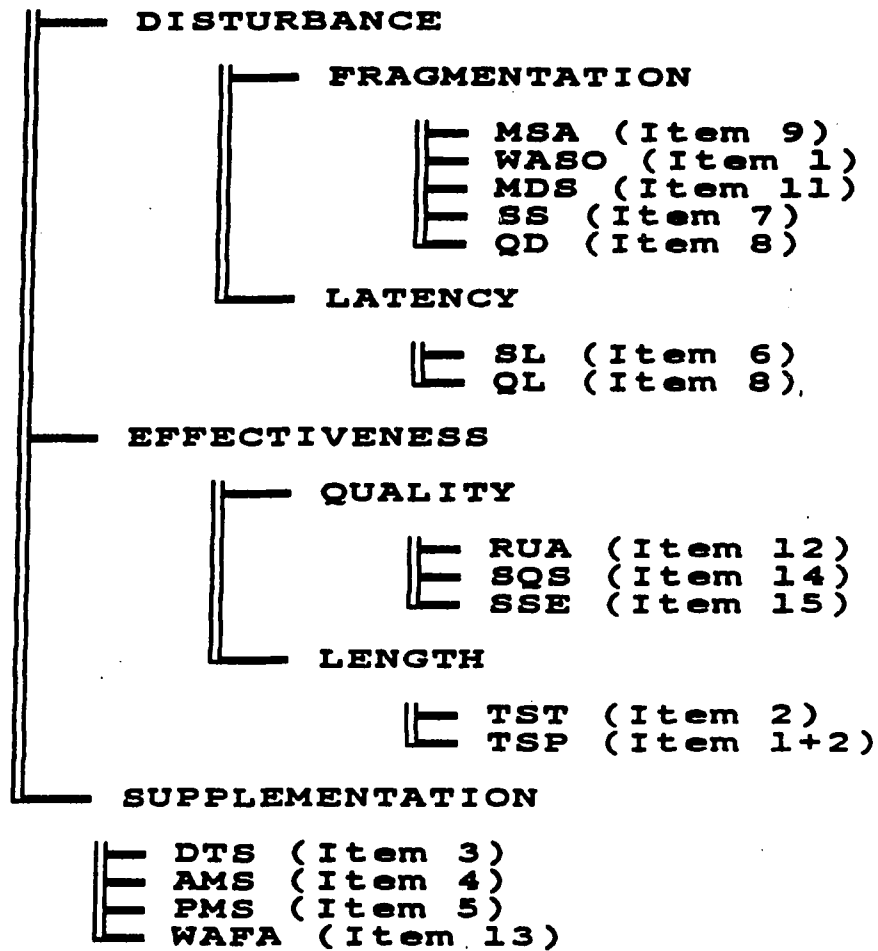 DISTURBANCE
FRAGMENTATION
MSA (Item 9)
WASO (Item 1)
MDS (Item 11)
SS (Item 7)
QD (Item 8)
LATENCY
SL (Item 6)
QL (Item 8)
EFFECTIVENESS
QUALITY
RUA (Item 12)
SQS (Item 14)
SSE (Item 15)
LENGTH
TST (Item 2)
TSP (Item 1+2)
SUPPLEMENTATION
DTS (Item 3)
AMS (Item 4)
PMS (Item 5)
WAFA (Item 13)